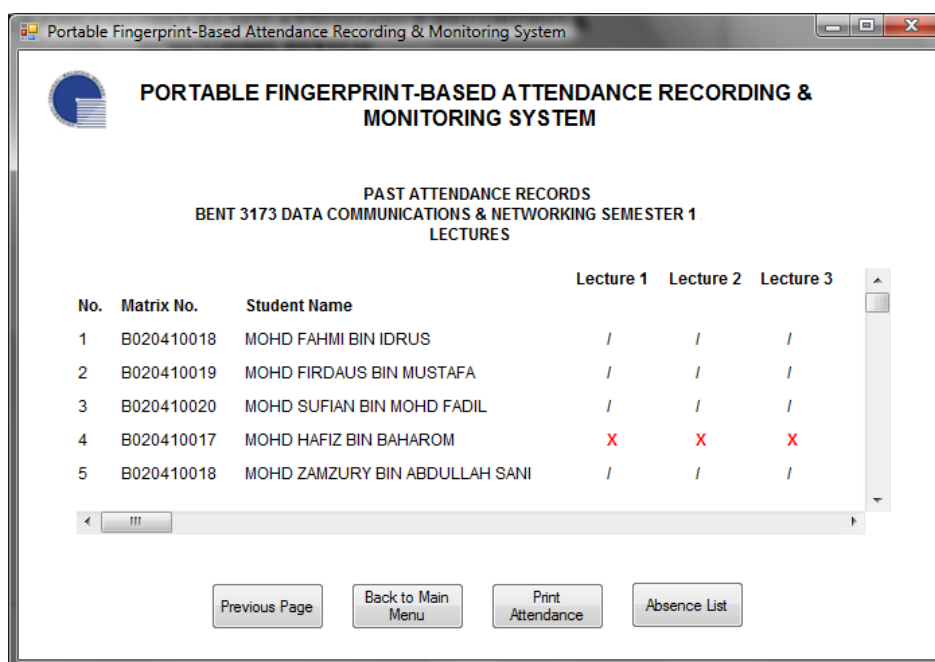 Portable Fingerprint-Based Attendance Recording & Monitoring System
PORTABLE FINGERPRINT-BASED ATTENDANCE RECORDING &
MONITORING SYSTEM
PAST ATTENDANCE RECORDS
BENT 3173 DATA COMMUNICATIONS & NETWORKING SEMESTER 1
LECTURES
Lecture 1 Lecture 2 Lecture 3
No. Matrix No. Student Name
1 B020410018 MOHD FAHMI BIN IDRUS / / /
2 B020410019 MOHD FIRDAUS BIN MUSTAFA / / /
3 B020410020 MOHD SUFIAN BIN MOHD FADIL / / /
4 B020410017 MOHD HAFIZ BIN BAHAROM X X X
5 B020410018 MOHD ZAMZURY BIN ABDULLAH SANI / / /
Previous Page
Back to Main
Menu
Print
Attendance
Absence List